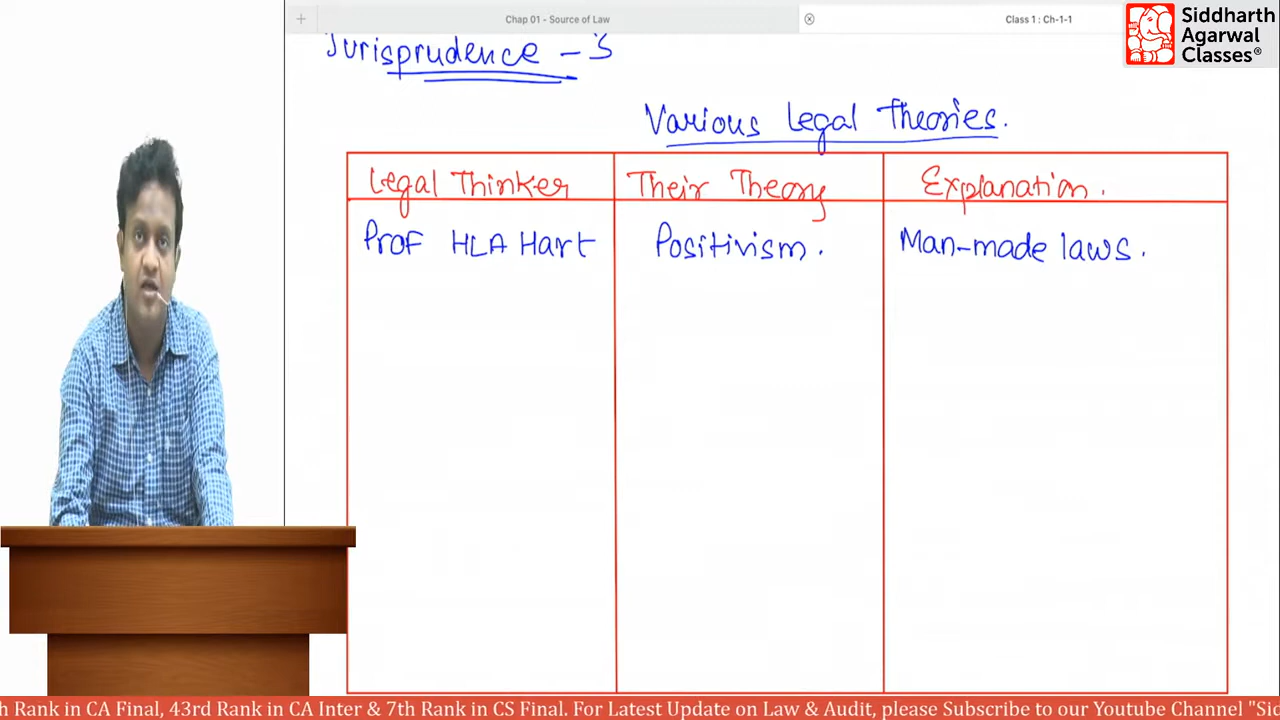 + Chap 01 - Source of Law Class 1 : Ch-1-1
Siddharth
Agarwal
Classes®
Jurisprudence - 3
Various Legal Theories.
Legal Thinker Their Theory Explanation.
Prof HLA Hart Positivism. Man-made laws.
h Rank in CA Final, 43rd Rank in CA Inter & 7th Rank in CS Final. For Latest Update on Law & Audit, please Subscribe to our Youtube Channel "Sid